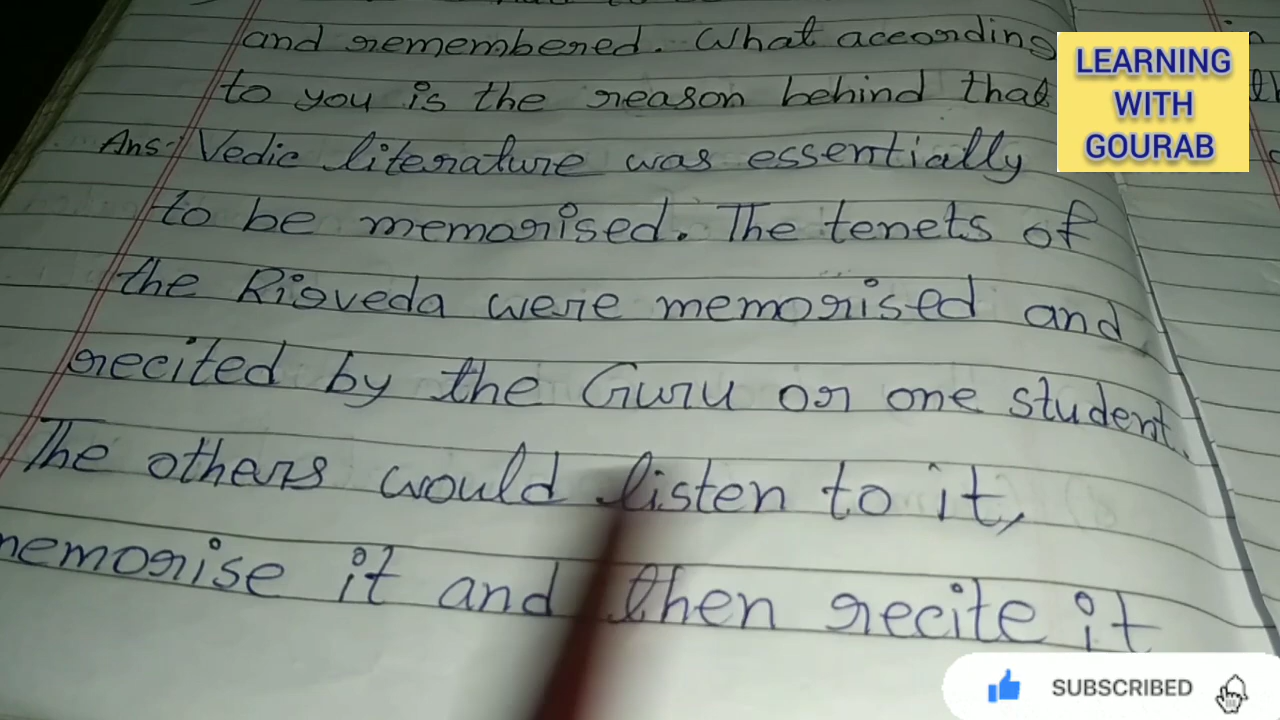 and remembered. What according
to you is the reason behind that
Ans:- Vedic literature was essentially
to be memorised. The tenets of
the Rigveda were memorised and
recited by the Guru or one student.
The others would listen to it,
memorise it and then recite it
LEARNING
WITH
GOURAB
SUBSCRIBED